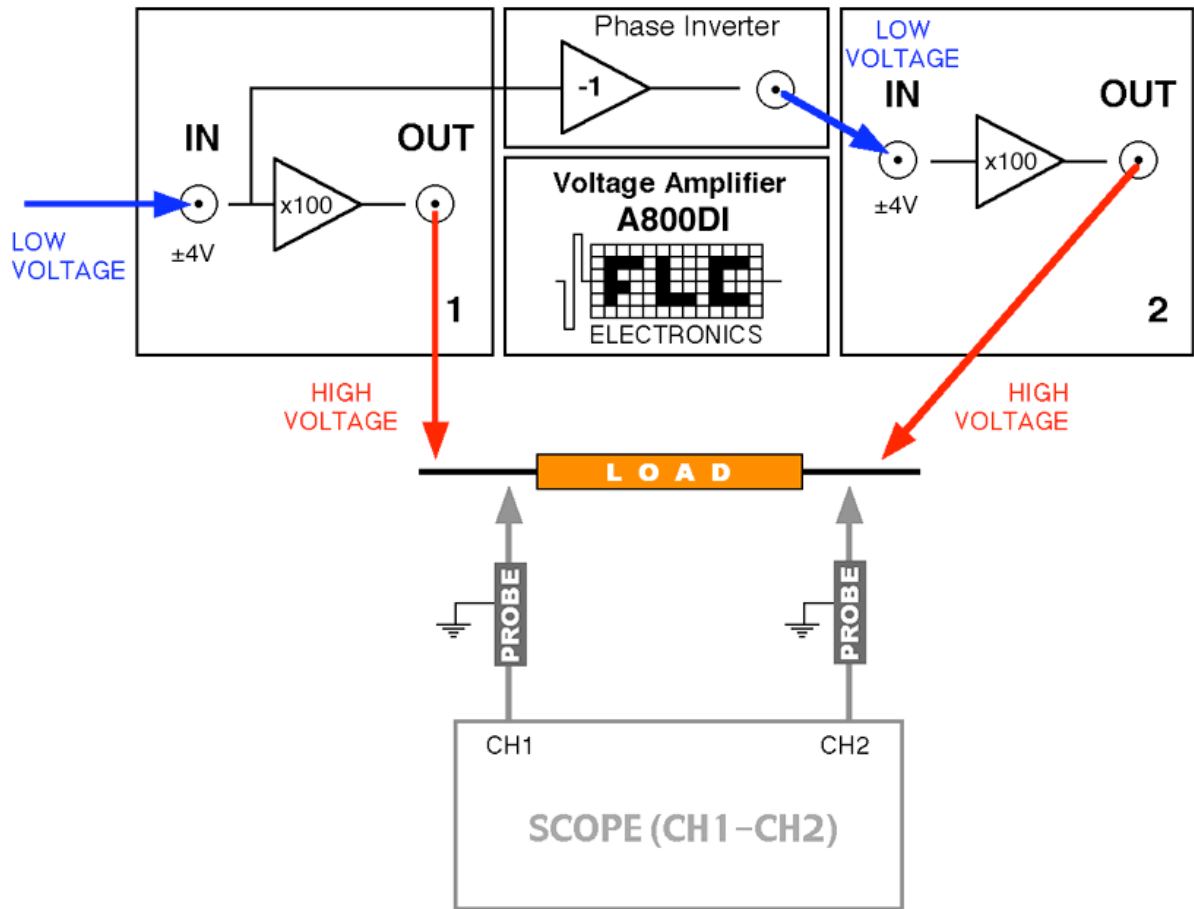 LOW
VOLTAGE
IN
±4V
x100
OUT
1
HIGH
VOLTAGE
Phase Inverter
-1
Voltage Amplifier
A800DI
FLC
ELECTRONICS
LOW
VOLTAGE
IN
±4V
x100
OUT
2
HIGH
VOLTAGE
LOAD
PROBE
PROBE
CH1
CH2
SCOPE (CH1-CH2)